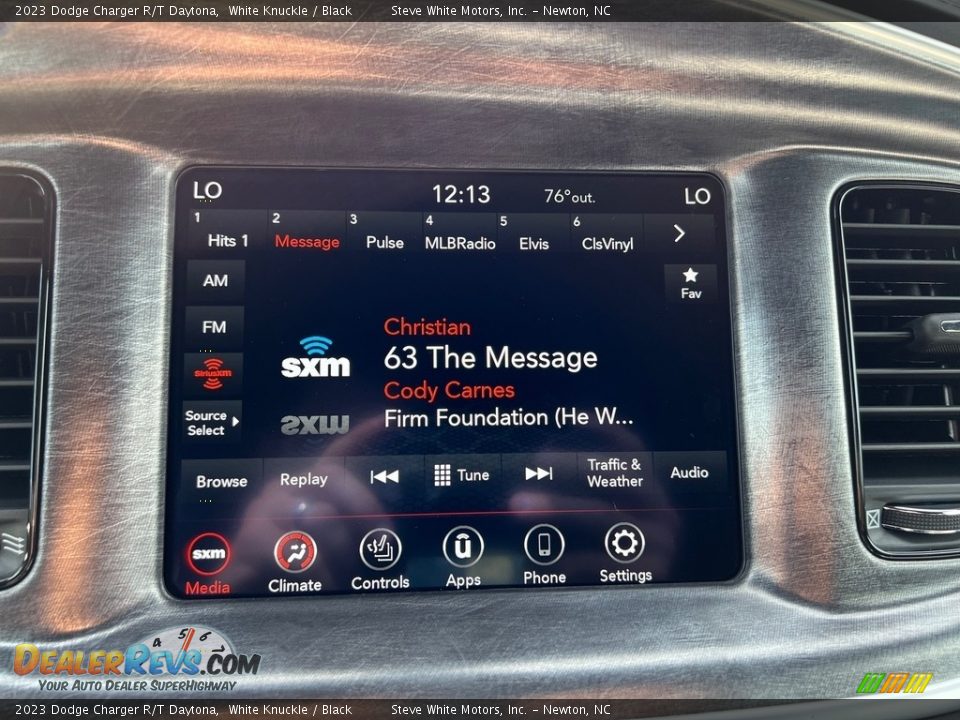 2023 Dodge Charger R/T Daytona, White Knuckle / Black Steve White Motors, Inc. – Newton, NC
LO 12:13 76° out. LO
1 2 3 4 5 6
Hits 1 Message Pulse MLBRadio Elvis ClsVinyl
AM
Fav
FM
Christian
sxm 63 The Message
SiriusXM
Cody Carnes
Source Select
Firm Foundation (He W...
Browse Replay Tune Traffic & Weather Audio
sxm
Media Climate Controls Apps Phone Settings
4 5 6
DealerRevs.com
Your Auto Dealer SuperHighway
2023 Dodge Charger R/T Daytona, White Knuckle / Black Steve White Motors, Inc. – Newton, NC